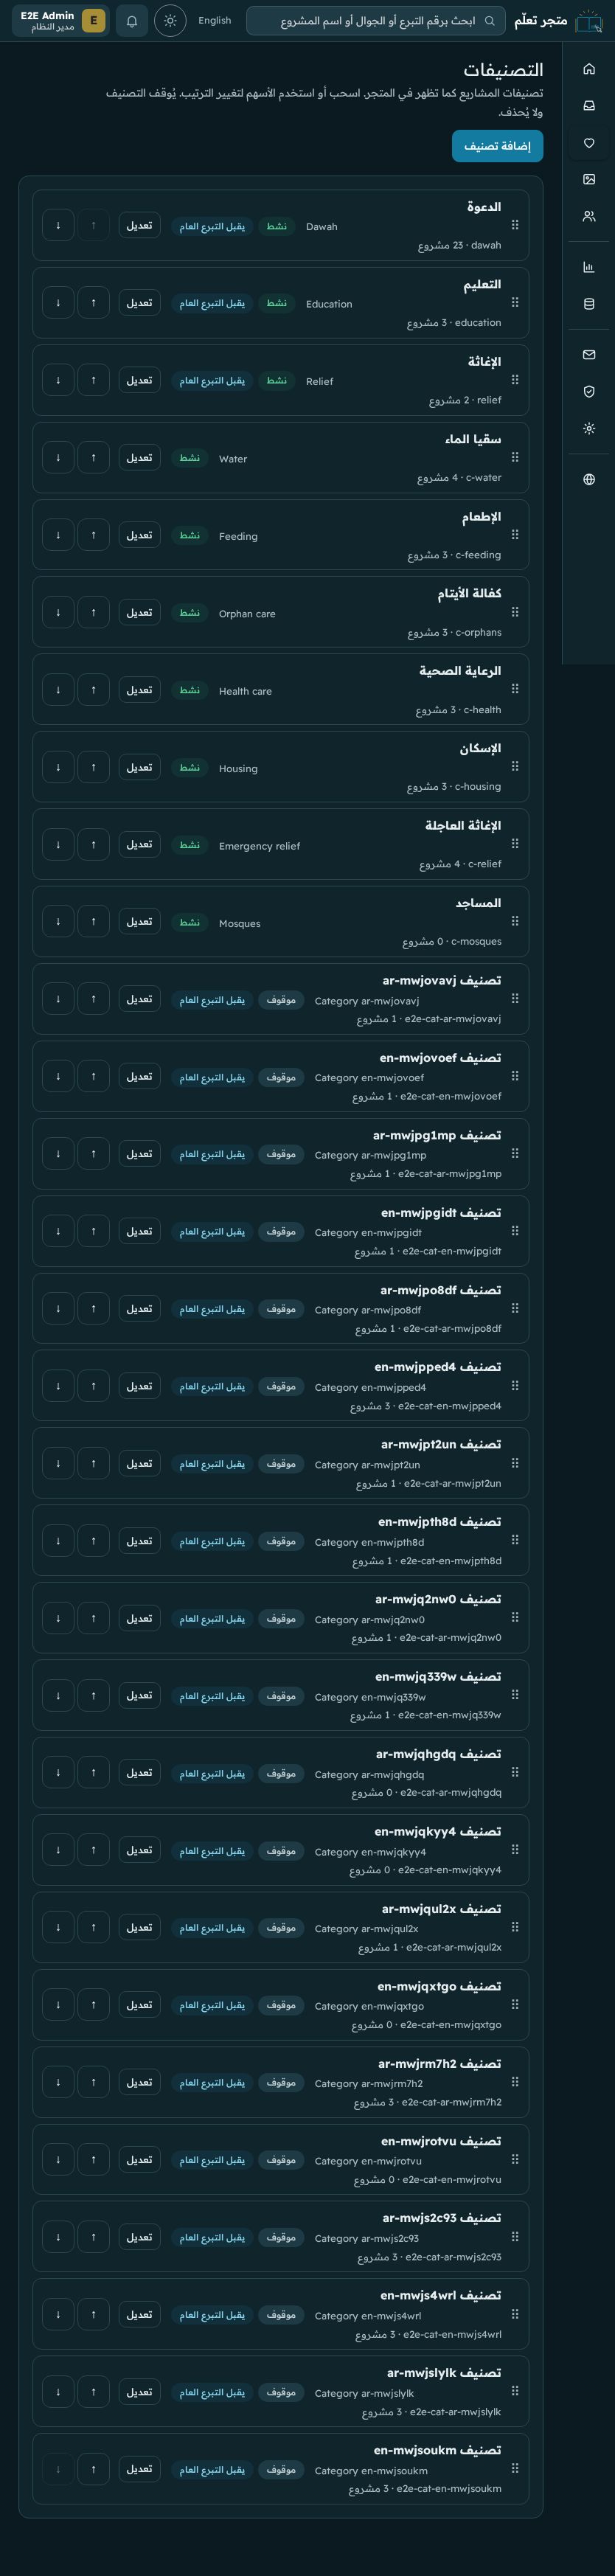 متجر تعلّم
ابحث برقم التبرع أو الجوال أو اسم المشروع
English
E2E Admin
مدير النظام
E
التصنيفات
تصنيفات المشاريع كما تظهر في المتجر. اسحب أو استخدم الأسهم لتغيير الترتيب. يُوقف التصنيف
ولا يُحذف.
إضافة تصنيف
الدعوة
Dawah نشط يقبل التبرع العام تعديل ↑ ↓
dawah · 23 مشروع
التعليم
Education نشط يقبل التبرع العام تعديل ↑ ↓
education · 3 مشروع
الإغاثة
Relief نشط يقبل التبرع العام تعديل ↑ ↓
relief · 2 مشروع
سقيا الماء
Water نشط تعديل ↑ ↓
c-water · 4 مشروع
الإطعام
Feeding نشط تعديل ↑ ↓
c-feeding · 3 مشروع
كفالة الأيتام
Orphan care نشط تعديل ↑ ↓
c-orphans · 3 مشروع
الرعاية الصحية
Health care نشط تعديل ↑ ↓
c-health · 3 مشروع
الإسكان
Housing نشط تعديل ↑ ↓
c-housing · 3 مشروع
الإغاثة العاجلة
Emergency relief نشط تعديل ↑ ↓
c-relief · 4 مشروع
المساجد
Mosques نشط تعديل ↑ ↓
c-mosques · 0 مشروع
تصنيف ar-mwjovavj
Category ar-mwjovavj موقوف يقبل التبرع العام تعديل ↑ ↓
e2e-cat-ar-mwjovavj · 1 مشروع
تصنيف en-mwjovoef
Category en-mwjovoef موقوف يقبل التبرع العام تعديل ↑ ↓
e2e-cat-en-mwjovoef · 1 مشروع
تصنيف ar-mwjpg1mp
Category ar-mwjpg1mp موقوف يقبل التبرع العام تعديل ↑ ↓
e2e-cat-ar-mwjpg1mp · 1 مشروع
تصنيف en-mwjpgidt
Category en-mwjpgidt موقوف يقبل التبرع العام تعديل ↑ ↓
e2e-cat-en-mwjpgidt · 1 مشروع
تصنيف ar-mwjpo8df
Category ar-mwjpo8df موقوف يقبل التبرع العام تعديل ↑ ↓
e2e-cat-ar-mwjpo8df · 1 مشروع
تصنيف en-mwjpped4
Category en-mwjpped4 موقوف يقبل التبرع العام تعديل ↑ ↓
e2e-cat-en-mwjpped4 · 3 مشروع
تصنيف ar-mwjpt2un
Category ar-mwjpt2un موقوف يقبل التبرع العام تعديل ↑ ↓
e2e-cat-ar-mwjpt2un · 1 مشروع
تصنيف en-mwjpth8d
Category en-mwjpth8d موقوف يقبل التبرع العام تعديل ↑ ↓
e2e-cat-en-mwjpth8d · 1 مشروع
تصنيف ar-mwjq2nw0
Category ar-mwjq2nw0 موقوف يقبل التبرع العام تعديل ↑ ↓
e2e-cat-ar-mwjq2nw0 · 1 مشروع
تصنيف en-mwjq339w
Category en-mwjq339w موقوف يقبل التبرع العام تعديل ↑ ↓
e2e-cat-en-mwjq339w · 1 مشروع
تصنيف ar-mwjqhgdq
Category ar-mwjqhgdq موقوف يقبل التبرع العام تعديل ↑ ↓
e2e-cat-ar-mwjqhgdq · 0 مشروع
تصنيف en-mwjqkyy4
Category en-mwjqkyy4 موقوف يقبل التبرع العام تعديل ↑ ↓
e2e-cat-en-mwjqkyy4 · 0 مشروع
تصنيف ar-mwjqul2x
Category ar-mwjqul2x موقوف يقبل التبرع العام تعديل ↑ ↓
e2e-cat-ar-mwjqul2x · 1 مشروع
تصنيف en-mwjqxtgo
Category en-mwjqxtgo موقوف يقبل التبرع العام تعديل ↑ ↓
e2e-cat-en-mwjqxtgo · 0 مشروع
تصنيف ar-mwjrm7h2
Category ar-mwjrm7h2 موقوف يقبل التبرع العام تعديل ↑ ↓
e2e-cat-ar-mwjrm7h2 · 3 مشروع
تصنيف en-mwjrotvu
Category en-mwjrotvu موقوف يقبل التبرع العام تعديل ↑ ↓
e2e-cat-en-mwjrotvu · 0 مشروع
تصنيف ar-mwjs2c93
Category ar-mwjs2c93 موقوف يقبل التبرع العام تعديل ↑ ↓
e2e-cat-ar-mwjs2c93 · 3 مشروع
تصنيف en-mwjs4wrl
Category en-mwjs4wrl موقوف يقبل التبرع العام تعديل ↑ ↓
e2e-cat-en-mwjs4wrl · 3 مشروع
تصنيف ar-mwjslylk
Category ar-mwjslylk موقوف يقبل التبرع العام تعديل ↑ ↓
e2e-cat-ar-mwjslylk · 3 مشروع
تصنيف en-mwjsoukm
Category en-mwjsoukm موقوف يقبل التبرع العام تعديل ↑ ↓
e2e-cat-en-mwjsoukm · 3 مشروع